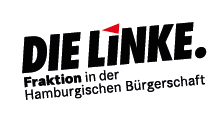 DIE LINKE.
Fraktion in der
Hamburgischen Bürgerschaft